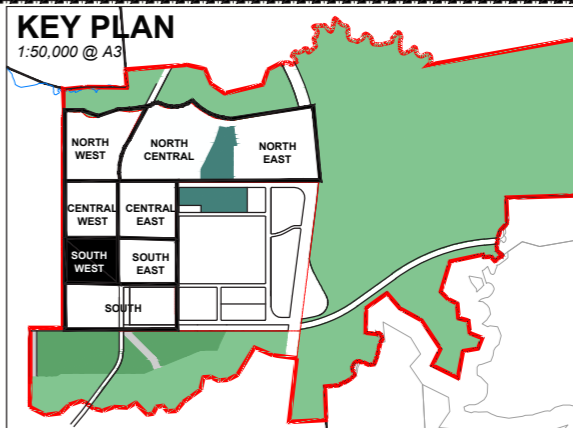 KEY PLAN
1:50,000 @ A3
NORTH
WEST
NORTH
CENTRAL
NORTH
EAST
CENTRAL
WEST
CENTRAL
EAST
SOUTH
WEST
SOUTH
EAST
SOUTH